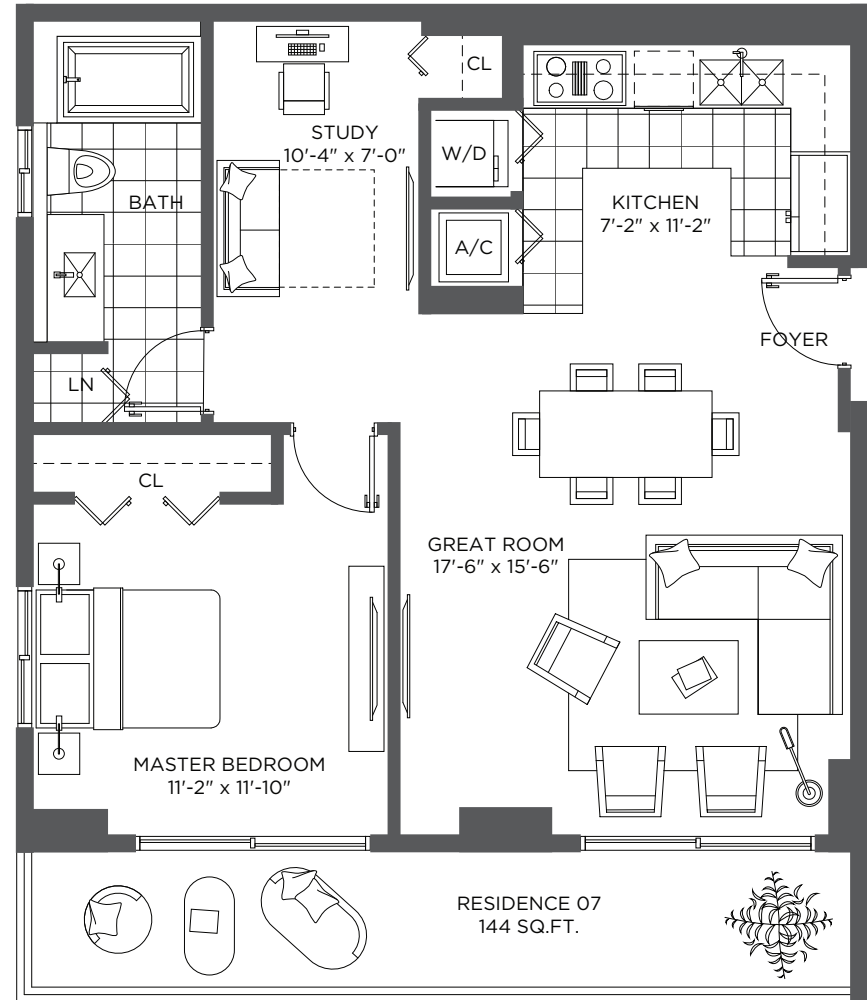 CL
STUDY
10'-4" x 7'-0"
W/D
BATH
KITCHEN
7'-2" x 11'-2"
A/C
FOYER
LN
CL
GREAT ROOM
17'-6" x 15'-6"
MASTER BEDROOM
11'-2" x 11'-10"
RESIDENCE 07
144 SQ.FT.